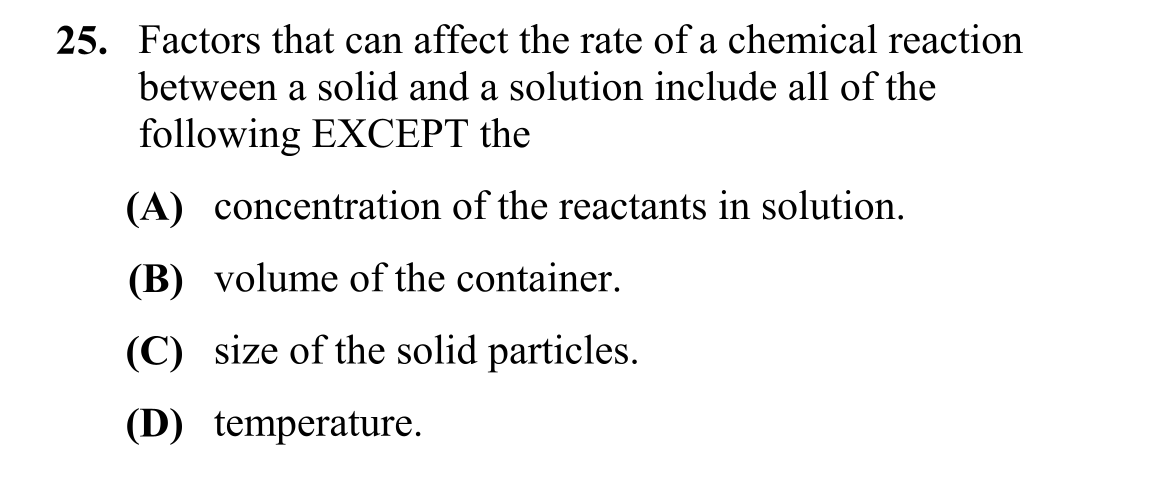 25. Factors that can affect the rate of a chemical reaction
between a solid and a solution include all of the
following EXCEPT the
(A) concentration of the reactants in solution.
(B) volume of the container.
(C) size of the solid particles.
(D) temperature.